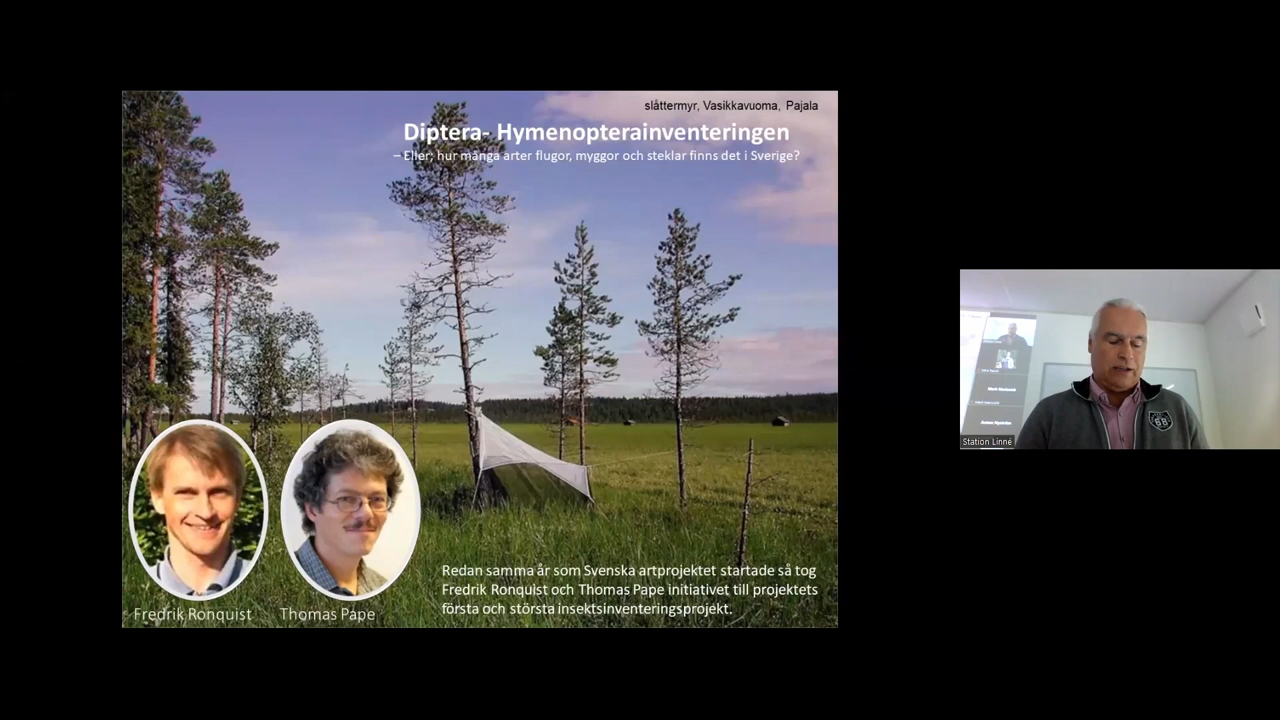 slåttermyr, Vasikkavuoma, Pajala
Diptera- Hymenopterainventeringen
– Eller; hur många arter flugor, myggor och steklar finns det i Sverige?
Redan samma år som Svenska artprojektet startade så tog
Fredrik Ronquist och Thomas Pape initiativet till projektets
första och största insektsinventeringsprojekt.
Fredrik Ronquist
Thomas Pape
Station Linné